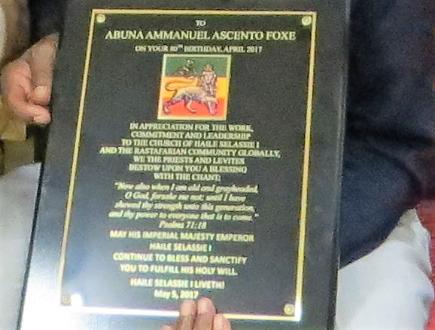 TO
ABUNA AMMANUEL ASCENTO FOXE
ON YOUR 80TH BIRTHDAY, APRIL 2017
IN APPRECIATION FOR THE WORK,
COMMITMENT AND LEADERSHIP
TO THE CHURCH OF HAILE SELASSIE I
AND THE RASTAFARIAN COMMUNITY GLOBALLY,
WE THE PRIESTS AND LEVITES
BESTOW UPON YOU A BLESSING
WITH THE CHANT;
"Now also when I am old and grayheaded,
O God, forsake me not; until I have
shewed thy strength unto this generation,
and thy power to everyone that is to come."
Psalms 71:18
MAY HIS IMPERIAL MAJESTY EMPEROR
HAILE SELASSIE I
CONTINUE TO BLESS AND SANCTIFY
YOU TO FULFILL HIS HOLY WILL.
HAILE SELASSIE I LIVETH!
May 5, 2017